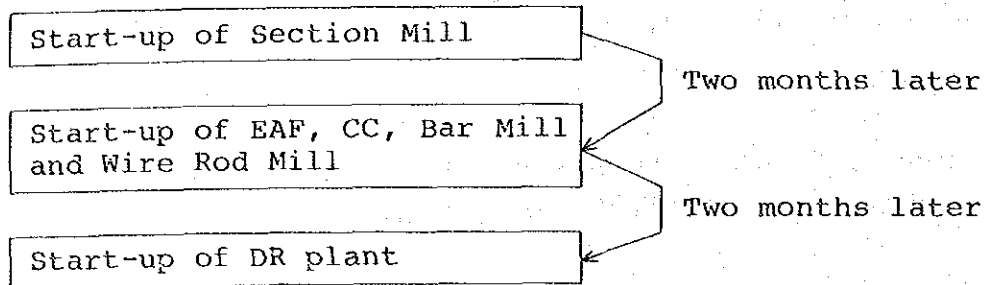 Start-up of Section Mill
Two months later
Start-up of EAF, CC, Bar Mill
and Wire Rod Mill
Two months later
Start-up of DR plant